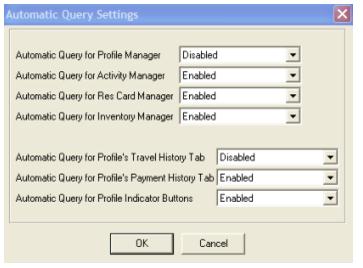 Automatic Query Settings
Automatic Query for Profile Manager Disabled
Automatic Query for Activity Manager Enabled
Automatic Query for Res Card Manager Enabled
Automatic Query for Inventory Manager Enabled
Automatic Query for Profile's Travel History Tab Disabled
Automatic Query for Profile's Payment History Tab Enabled
Automatic Query for Profile Indicator Buttons Enabled
OK Cancel